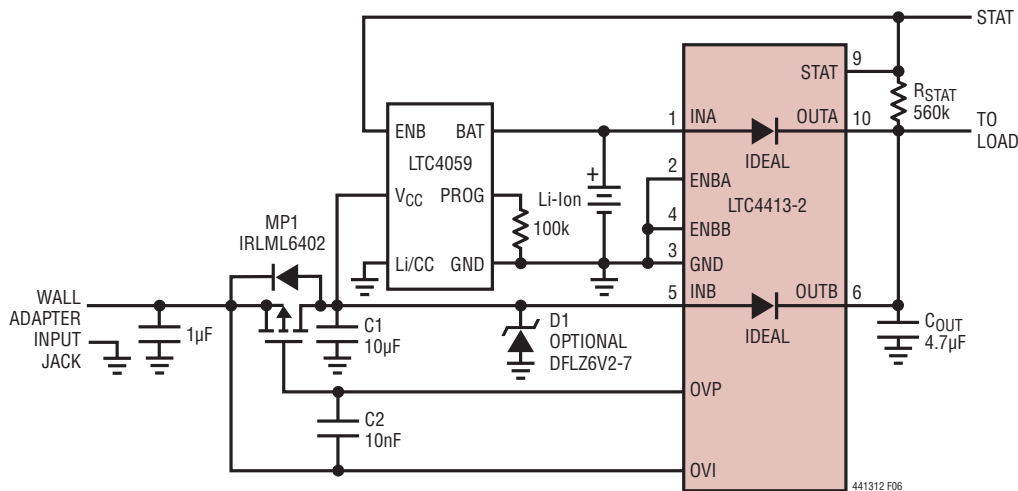 STAT
9
STAT
R_STAT
560k
ENB
BAT
1
INA
OUTA
10
TO
LOAD
LTC4059
IDEAL
2
ENBA
LTC4413-2
VCC
PROG
Li-Ion
+
100k
4
ENBB
MP1
IRLML6402
3
GND
Li/CC
GND
5
INB
OUTB
6
WALL
ADAPTER
INPUT
JACK
1µF
C1
10µF
D1
OPTIONAL
DFLZ6V2-7
IDEAL
COUT
4.7µF
OVP
C2
10nF
OVI
441312 F06